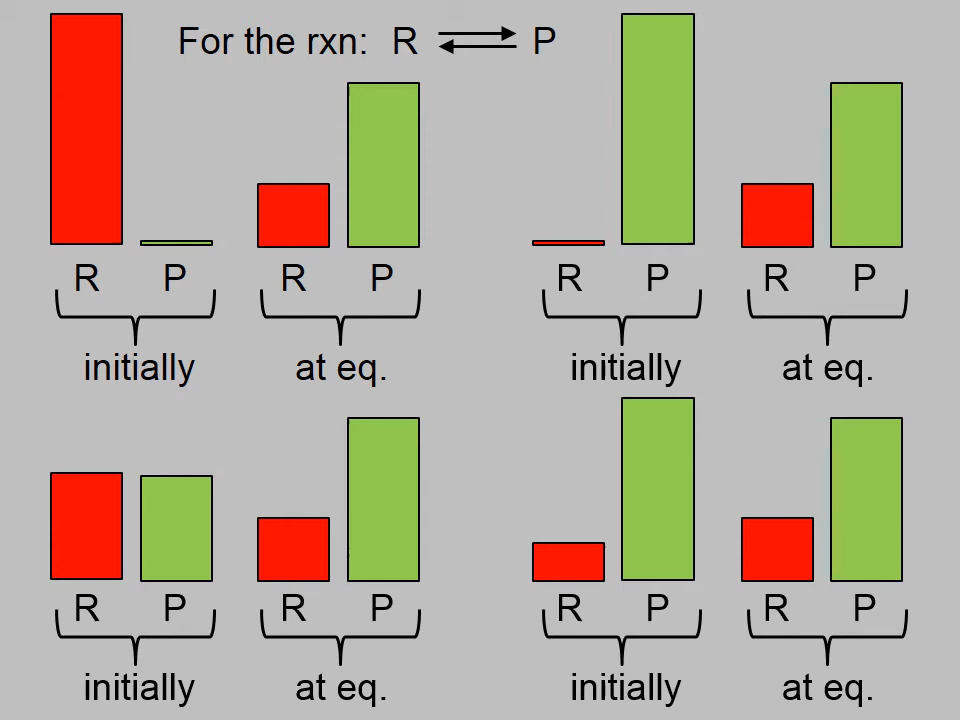 For the rxn: R ⇌ P
R P R P R P R P
initially at eq. initially at eq.
R P R P R P R P
initially at eq. initially at eq.